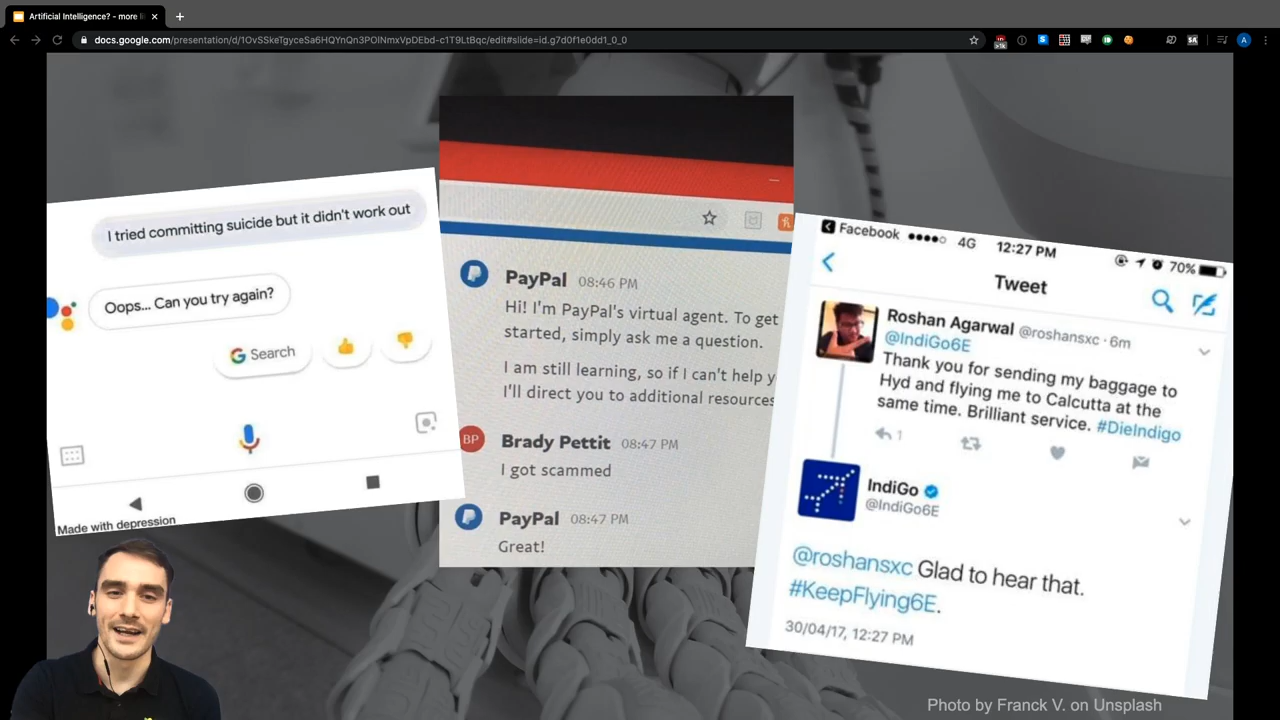 Artificial Intelligence? - more li
docs.google.com/presentation/d/1OvSSkeTgyceSa6HQYnQn3POlNmxVpDEbd-c1T9LtBqc/edit#slide=id.g7d0f1e0dd1_0_0
>1k
S
SA
A
I tried committing suicide but it didn't work out
Oops... Can you try again?
G Search
Made with depression
PayPal 08:46 PM
Hi! I'm PayPal's virtual agent. To get
started, simply ask me a question.
I am still learning, so if I can't help y
I'll direct you to additional resources
BP Brady Pettit 08:47 PM
I got scammed
PayPal 08:47 PM
Great!
Facebook 4G 12:27 PM 70%
Tweet
Roshan Agarwal @roshansxc · 6m
@IndiGo6E
Thank you for sending my baggage to
Hyd and flying me to Calcutta at the
same time. Brilliant service. #DieIndigo
1
IndiGo
@IndiGo6E
@roshansxc Glad to hear that.
#KeepFlying6E.
30/04/17, 12:27 PM
Photo by Franck V. on Unsplash